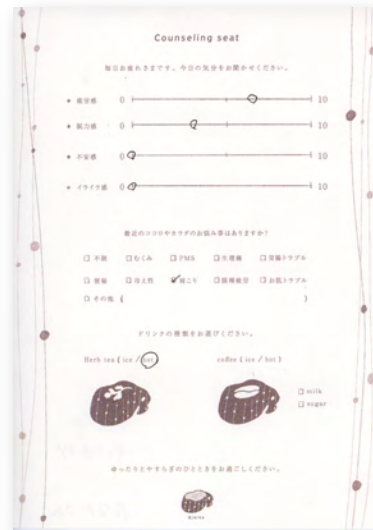 Counseling seat
毎日お疲れさまです。今日の気分をお聞かせください。
疲労感 0 10
脱力感 0 10
不安感 0 10
イライラ感 0 10
最近のココロやカラダのお悩み事はありますか?
不眠 むくみ PMS 生理痛 胃腸トラブル
便秘 冷え性 肩こり 眼精疲労 お肌トラブル
その他 ( )
ドリンクの種類をお選びください。
Herb tea ( ice / hot ) coffee ( ice / hot )
milk
sugar
ゆったりとやすらぎのひとときをお過ごしください。